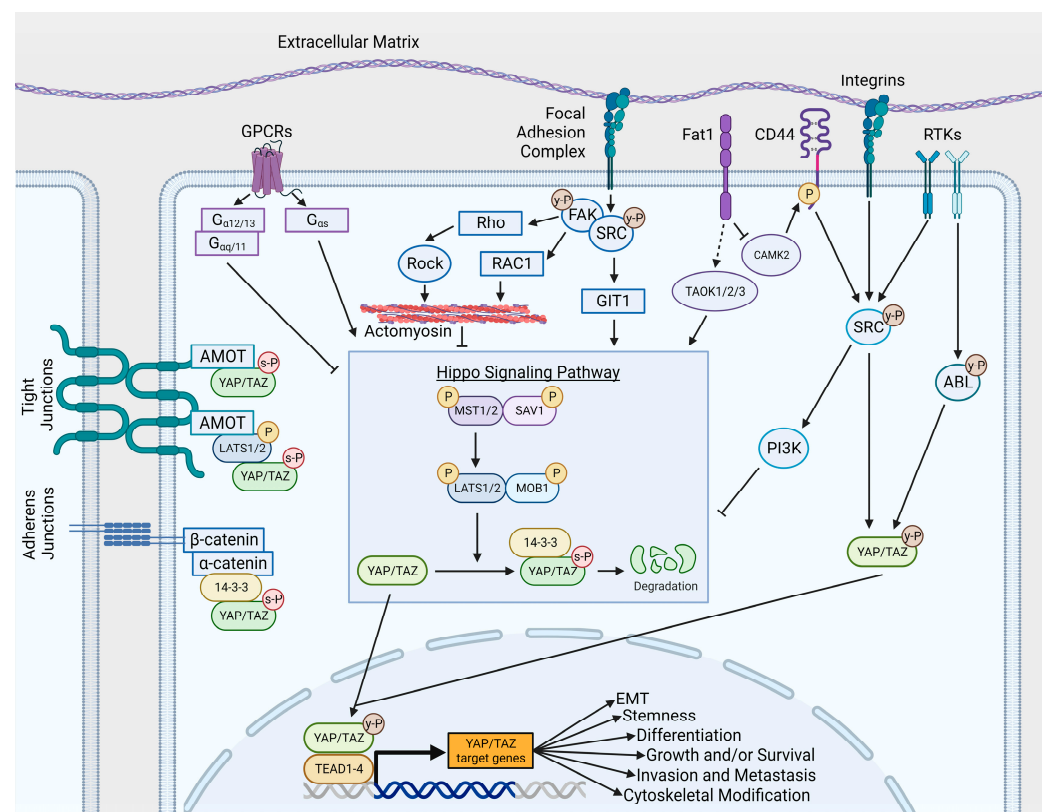 Extracellular Matrix
Integrins
Focal
Adhesion
Complex
GPCRs
Fat1
CD44
RTKs
Gα12/13
Gαq/11
Gαs
y-P
FAK
y-P
SRC
Rho
Rock
RAC1
GIT1
Actomyosin
P
CAMK2
TAOK1/2/3
SRC
y-P
ABL
y-P
PI3K
YAP/TAZ
y-P
Tight
Junctions
AMOT
s-P
YAP/TAZ
AMOT
P
LATS1/2
s-P
YAP/TAZ
Adherens
Junctions
β-catenin
α-catenin
14-3-3
s-P
YAP/TAZ
Hippo Signaling Pathway
P
P
MST1/2
SAV1
P
P
LATS1/2
MOB1
14-3-3
s-P
YAP/TAZ
YAP/TAZ
Degradation
y-P
YAP/TAZ
TEAD1-4
YAP/TAZ
target genes
EMT
Stemness
Differentiation
Growth and/or Survival
Invasion and Metastasis
Cytoskeletal Modification